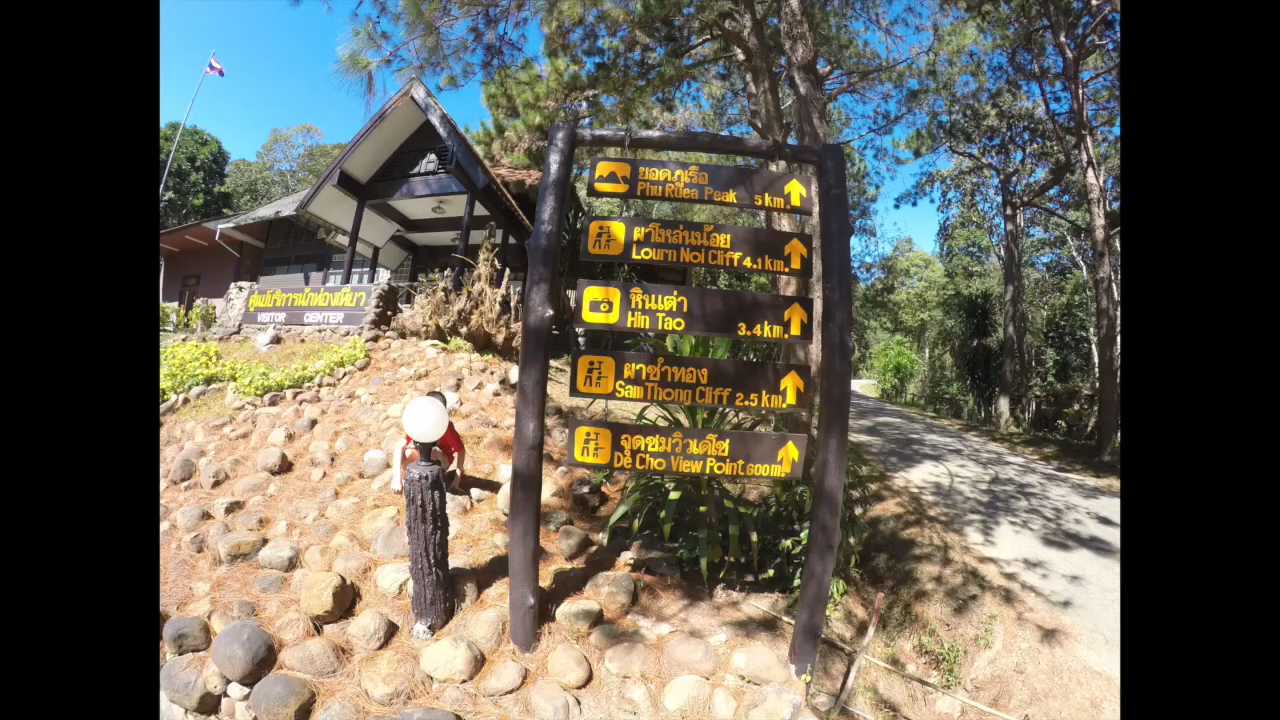 ศูนย์บริการนักท่องเที่ยว
VISITOR CENTER
ยอดภูเรือ
Phu Ruea Peak 5 km.
ผาโหล่นน้อย
Lourn Noi Cliff 4.1 km.
หินเต่า
Hin Tao 3.4 km.
ผาซำทอง
Sam Thong Cliff 2.5 km.
จุดชมวิวเดโช
De Cho View Point 600 m.